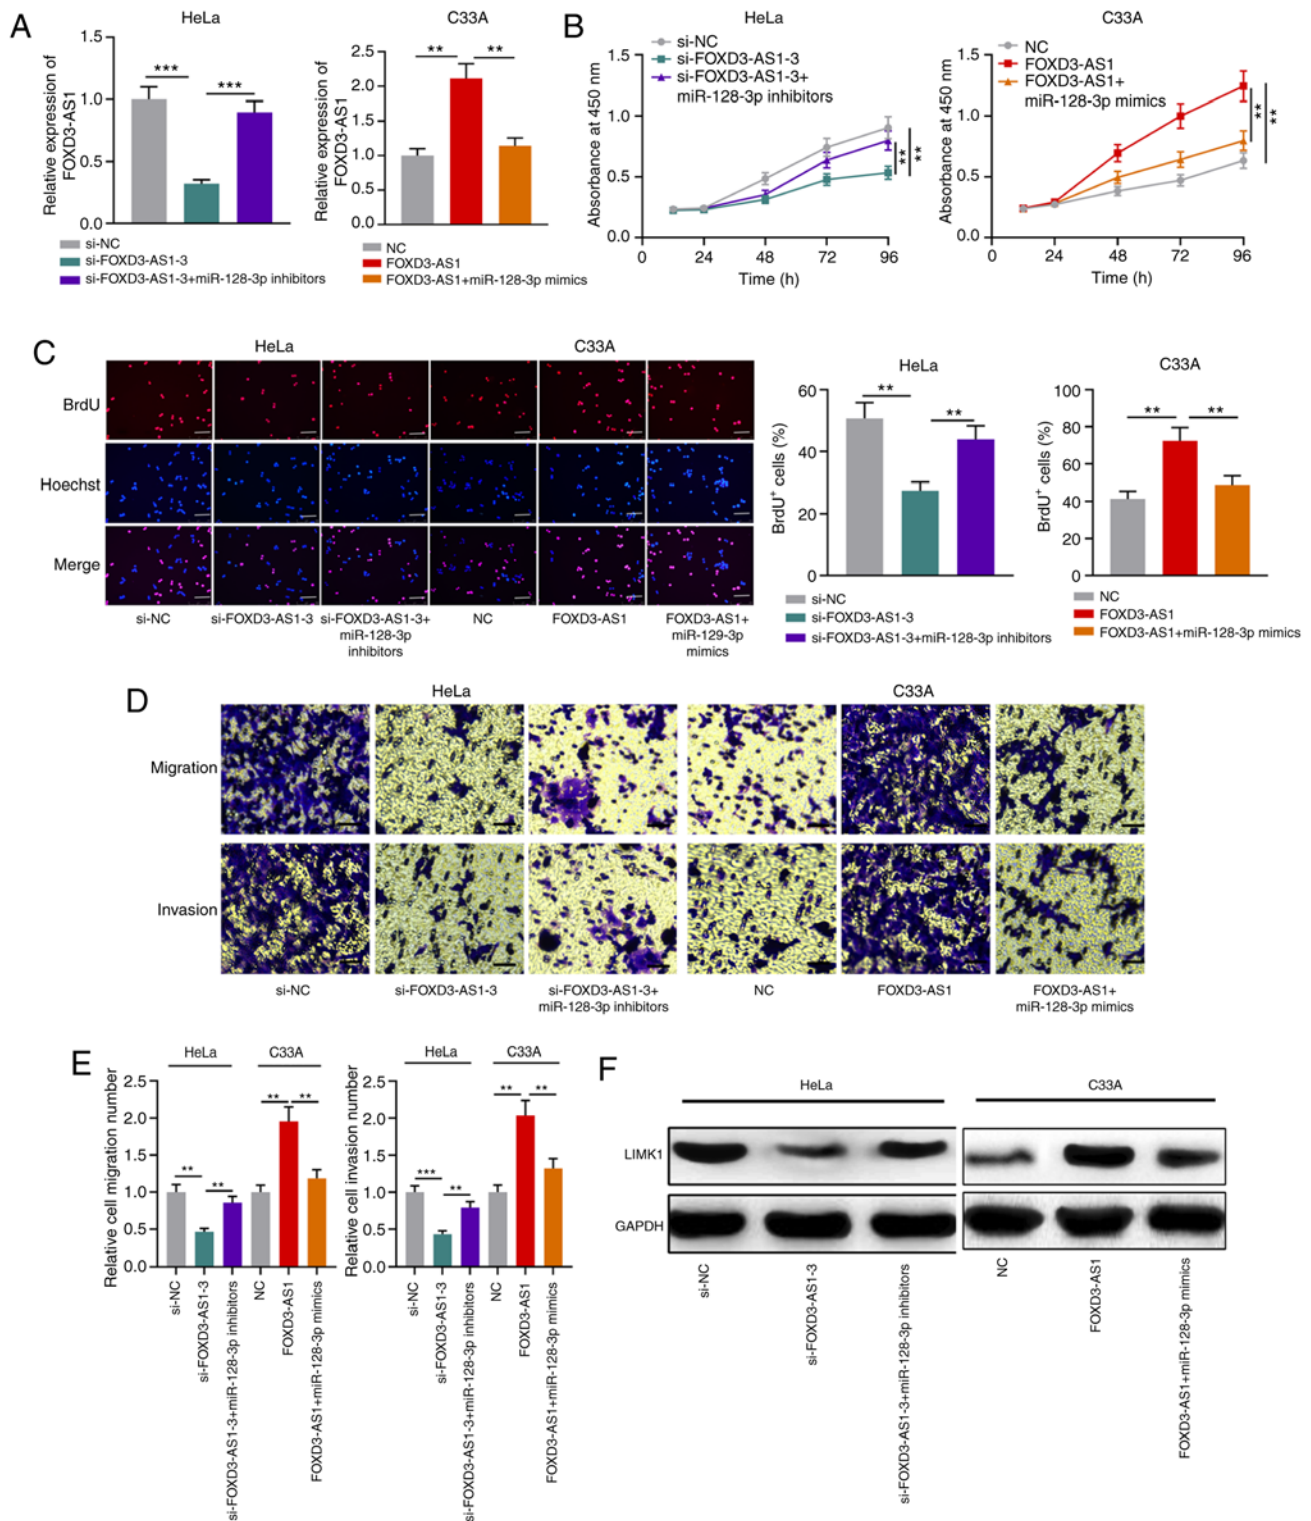 A
HeLa
Relative expression of
FOXD3-AS1
1.5
1.0
0.5
0.0
***
***
si-NC
si-FOXD3-AS1-3
si-FOXD3-AS1-3+miR-128-3p inhibitors
C33A
Relative expression of
FOXD3-AS1
2.5
2.0
1.5
1.0
0.5
0.0
**
**
NC
FOXD3-AS1
FOXD3-AS1+miR-128-3p mimics
B
HeLa
si-NC
si-FOXD3-AS1-3
si-FOXD3-AS1-3+
miR-128-3p inhibitors
Absorbance at 450 nm
1.5
1.0
0.5
0.0
**
**
0
24
48
72
96
Time (h)
C33A
NC
FOXD3-AS1
FOXD3-AS1+
miR-128-3p mimics
Absorbance at 450 nm
1.5
1.0
0.5
0.0
**
**
0
24
48
72
96
Time (h)
C
HeLa
C33A
BrdU
Hoechst
Merge
si-NC
si-FOXD3-AS1-3
si-FOXD3-AS1-3+
miR-128-3p
inhibitors
NC
FOXD3-AS1
FOXD3-AS1+
miR-129-3p
mimics
HeLa
BrdU+ cells (%)
60
40
20
0
**
**
si-NC
si-FOXD3-AS1-3
si-FOXD3-AS1-3+miR-128-3p inhibitors
C33A
BrdU+ cells (%)
100
80
60
40
20
0
**
**
NC
FOXD3-AS1
FOXD3-AS1+miR-128-3p mimics
D
HeLa
C33A
Migration
Invasion
si-NC
si-FOXD3-AS1-3
si-FOXD3-AS1-3+
miR-128-3p inhibitors
NC
FOXD3-AS1
FOXD3-AS1+
miR-128-3p mimics
E
HeLa
C33A
Relative cell migration number
2.5
2.0
1.5
1.0
0.5
0.0
**
**
**
**
si-NC
si-FOXD3-AS1-3
si-FOXD3-AS1-3+miR-128-3p inhibitors
NC
FOXD3-AS1
FOXD3-AS1+miR-128-3p mimics
HeLa
C33A
Relative cell invasion number
2.5
2.0
1.5
1.0
0.5
0.0
***
**
**
**
si-NC
si-FOXD3-AS1-3
si-FOXD3-AS1-3+miR-128-3p inhibitors
NC
FOXD3-AS1
FOXD3-AS1+miR-128-3p mimics
F
HeLa
C33A
LIMK1
GAPDH
si-NC
si-FOXD3-AS1-3
si-FOXD3-AS1-3+miR-128-3p inhibitors
NC
FOXD3-AS1
FOXD3-AS1+miR-128-3p mimics